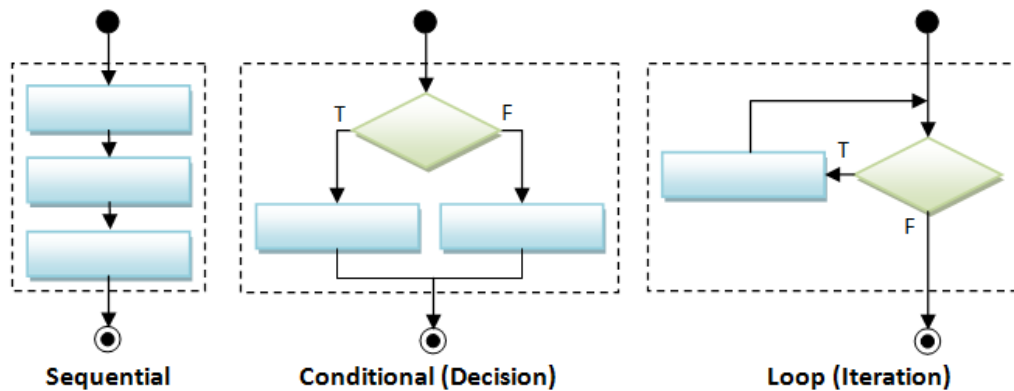 T
F
T
F
Sequential
Conditional (Decision)
Loop (Iteration)